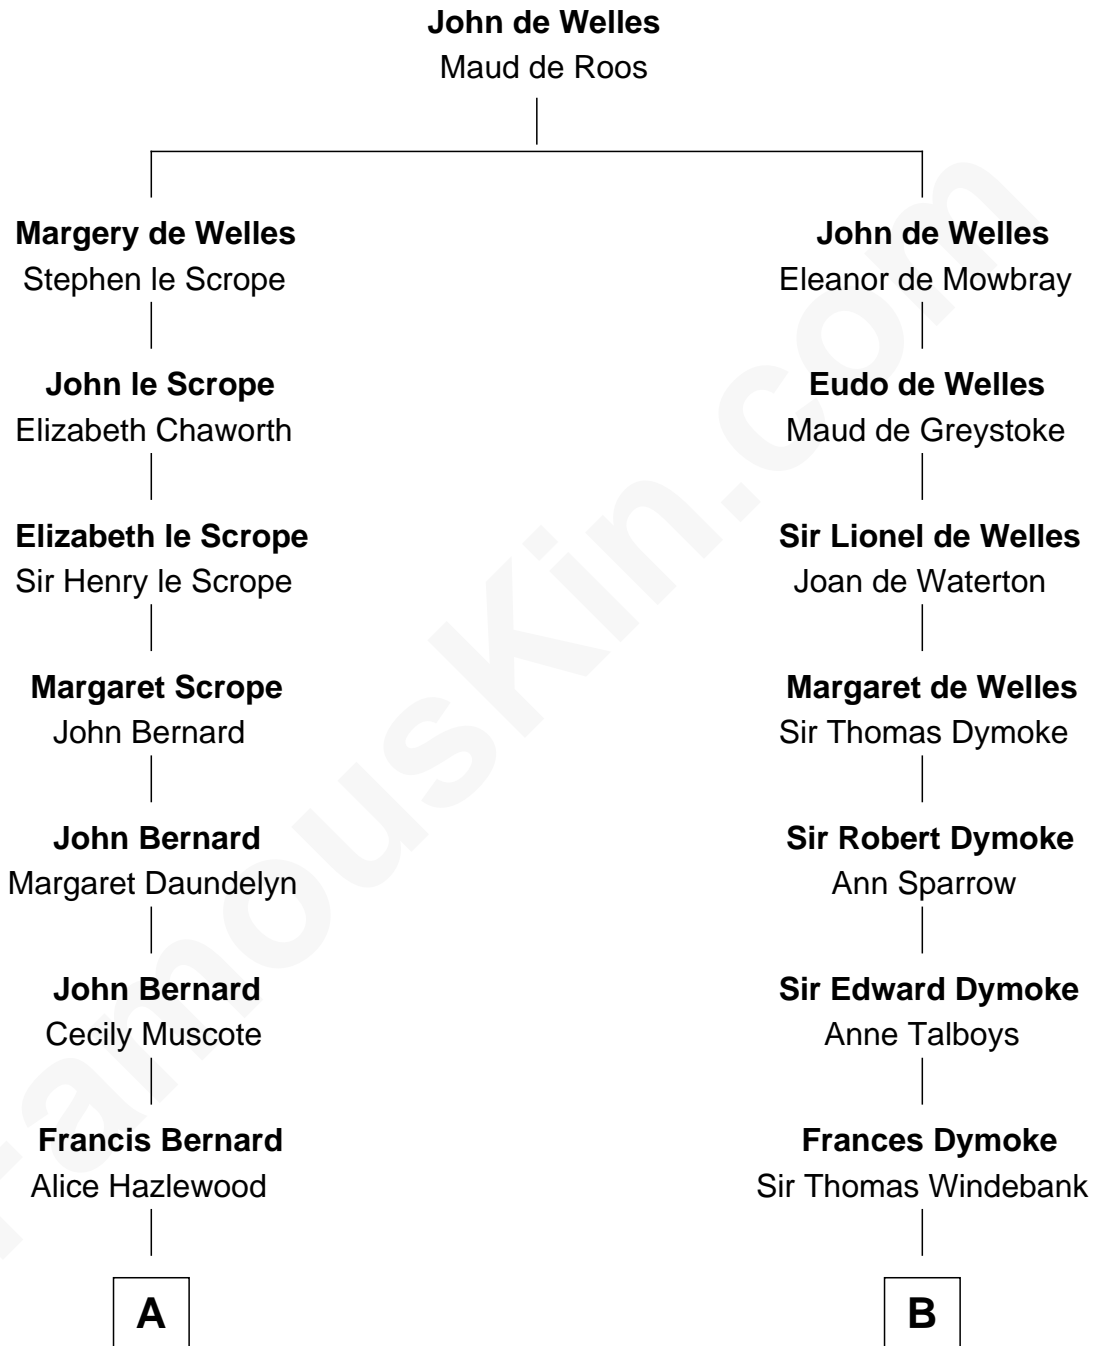 John de Welles
Maud de Roos
Margery de Welles
Stephen le Scrope
John le Scrope
Elizabeth Chaworth
Elizabeth le Scrope
Sir Henry le Scrope
Margaret Scrope
John Bernard
John Bernard
Margaret Daundelyn
John Bernard
Cecily Muscote
Francis Bernard
Alice Hazlewood
A
John de Welles
Eleanor de Mowbray
Eudo de Welles
Maud de Greystoke
Sir Lionel de Welles
Joan de Waterton
Margaret de Welles
Sir Thomas Dymoke
Sir Robert Dymoke
Ann Sparrow
Sir Edward Dymoke
Anne Talboys
Frances Dymoke
Sir Thomas Windebank
B
FamousKin.com